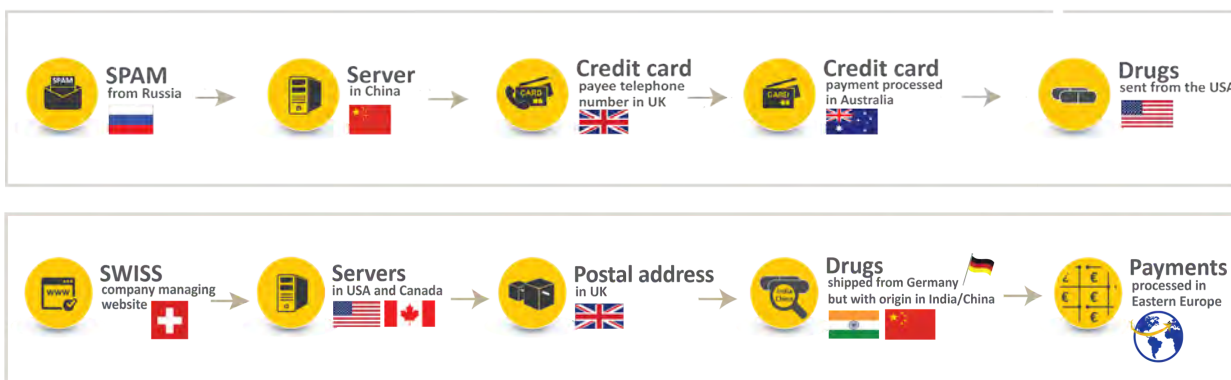 SPAM
SPAM
from Russia
Server
in China
CARD
Credit card
payee telephone
number in UK
CARD
Credit card
payment processed
in Australia
Drugs
sent from the USA
www
SWISS
company managing
website
Servers
in USA and Canada
Postal address
in UK
India
China
Drugs
shipped from Germany
but with origin in India/China
€
€ €
€
Payments
processed in
Eastern Europe